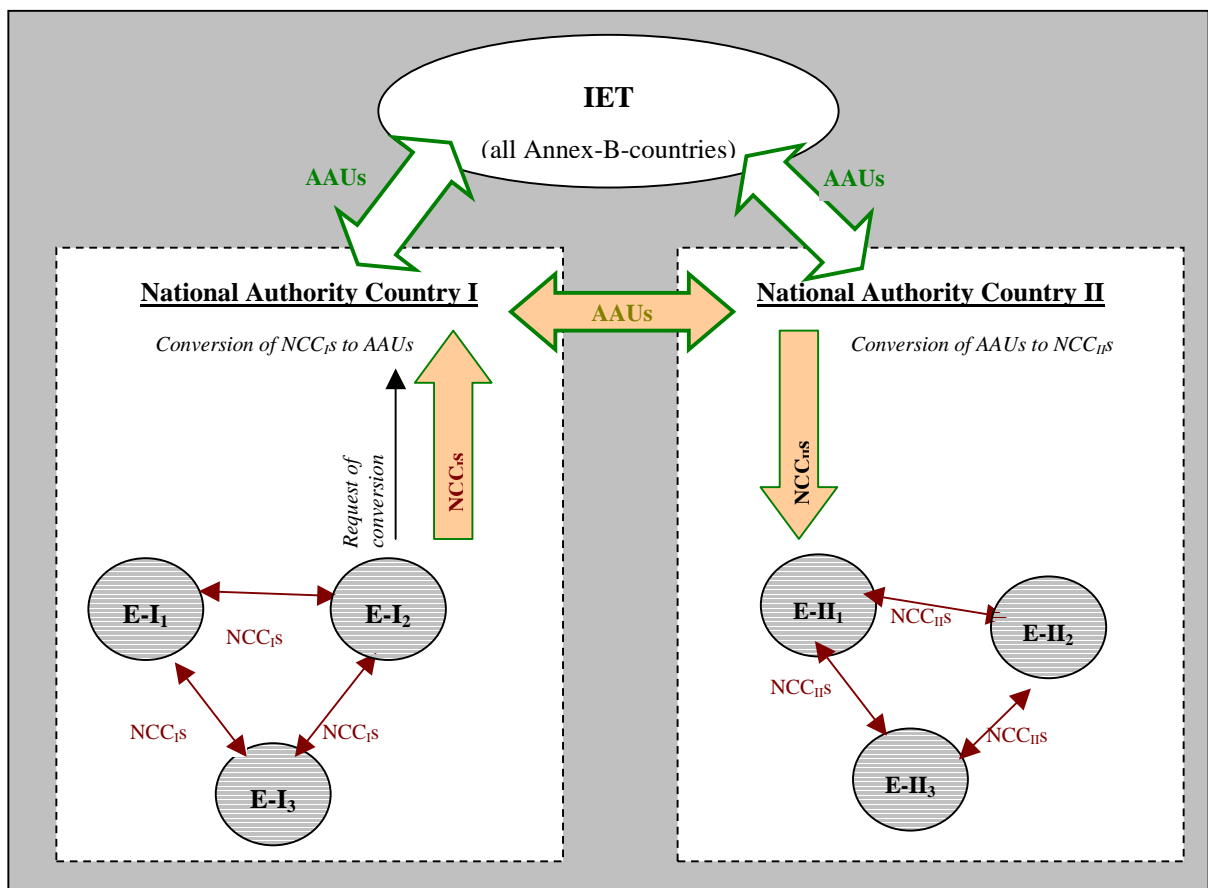 IET
(all Annex-B-countries)
AAUs
AAUs
National Authority Country I
AAUs
National Authority Country II
Conversion of NCC_Is to AAUs
Conversion of AAUs to NCC_IIs
Request of
conversion
NCC_Is
NCC_IIs
E-I₁
E-I₂
NCC_Is
NCC_Is
NCC_Is
E-I₃
E-II₁
NCC_IIs
E-II₂
NCC_IIs
NCC_IIs
E-II₃